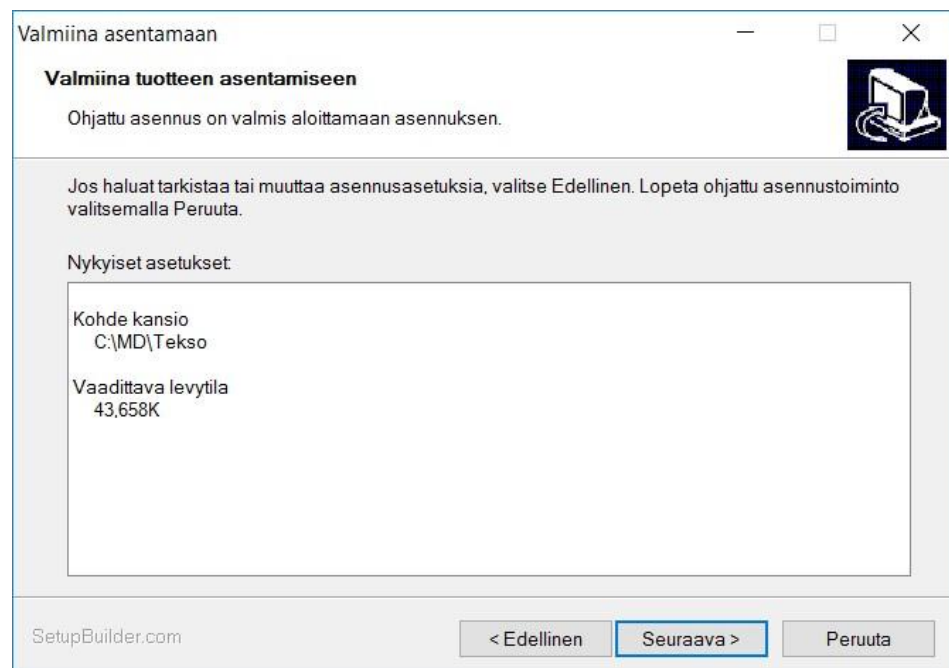 Valmiina asentamaan
Valmiina tuotteen asentamiseen
Ohjattu asennus on valmis aloittamaan asennuksen.
Jos haluat tarkistaa tai muuttaa asennusasetuksia, valitse Edellinen. Lopeta ohjattu asennustoiminto
valitsemalla Peruuta.
Nykyiset asetukset:
Kohde kansio
C:\MD\Tekso
Vaadittava levytila
43,658K
SetupBuilder.com
< Edellinen
Seuraava >
Peruuta